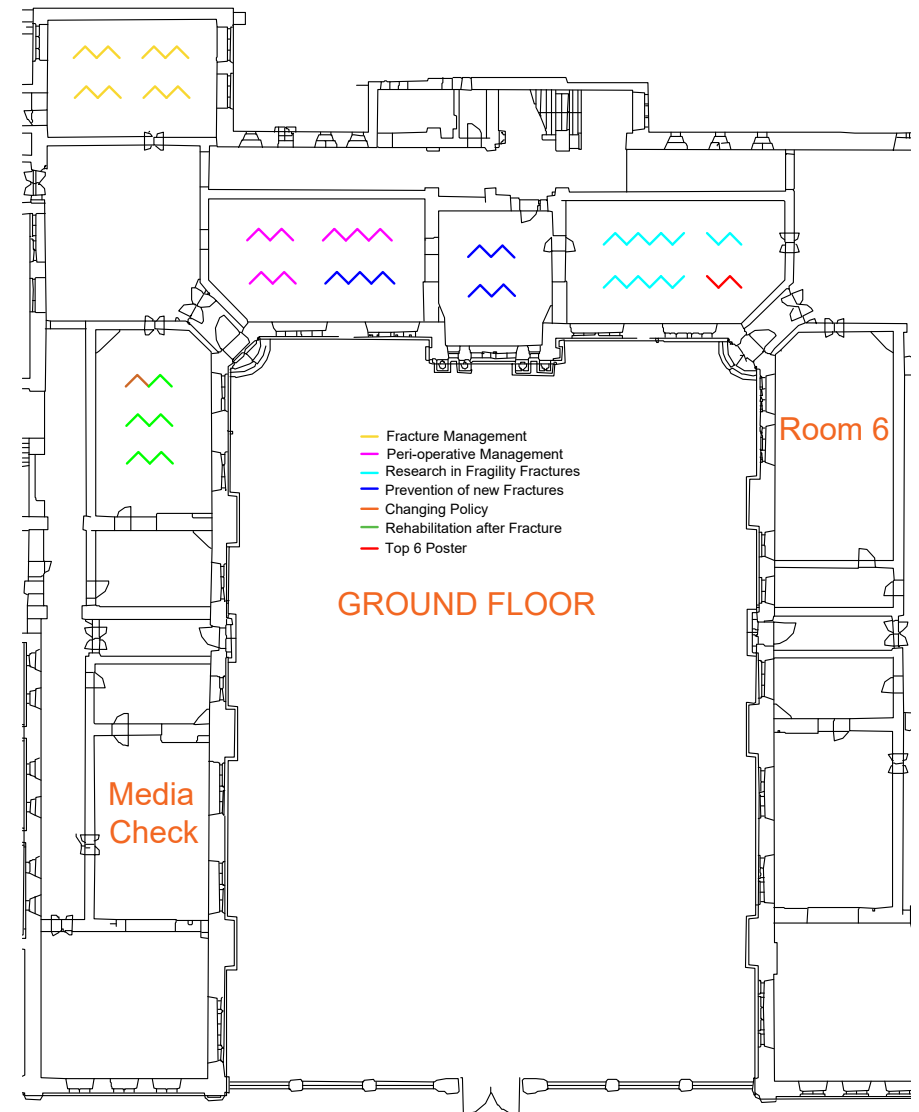 Room 6
Fracture Management
Peri-operative Management
Research in Fragility Fractures
Prevention of new Fractures
Changing Policy
Rehabilitation after Fracture
Top 6 Poster
GROUND FLOOR
Media
Check